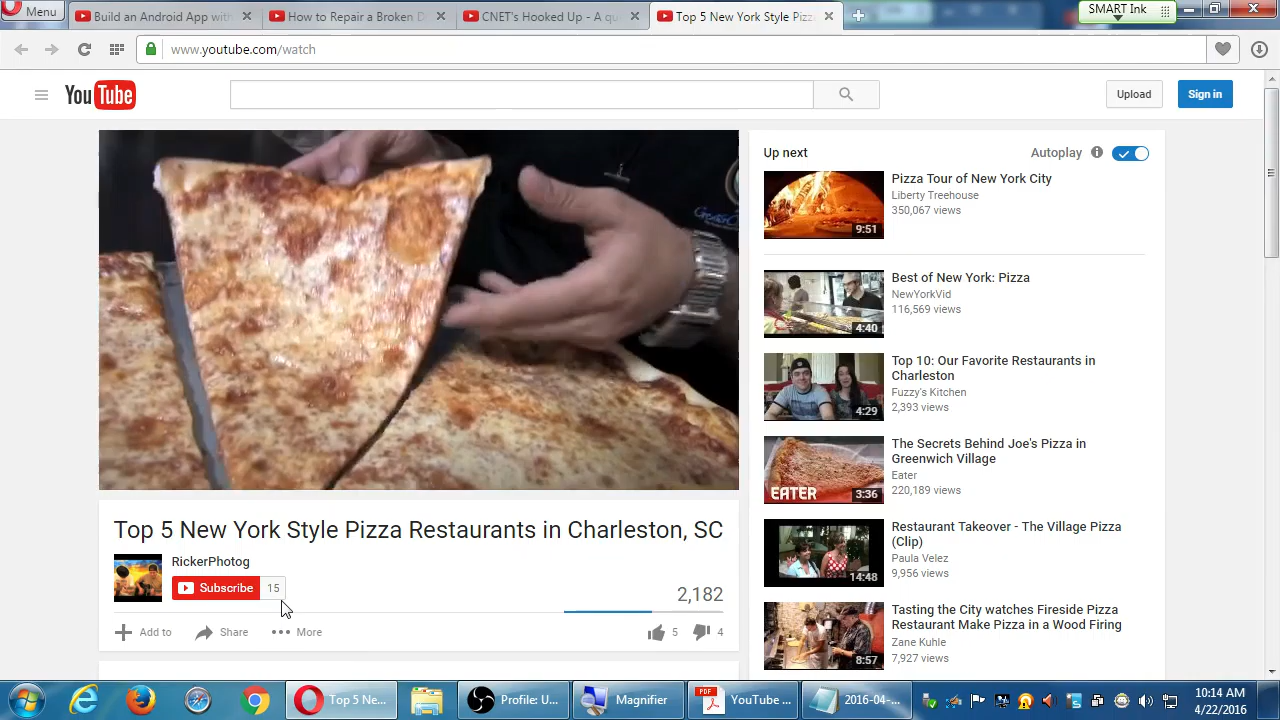 Menu
Build an Android App with
How to Repair a Broken D
CNET's Hooked Up - A qu
Top 5 New York Style Pizz
SMART Ink
www.youtube.com/watch
YouTube
Upload
Sign in
Up next
Autoplay
Pizza Tour of New York City
Liberty Treehouse
350,067 views
9:51
Best of New York: Pizza
NewYorkVid
116,569 views
4:40
Top 10: Our Favorite Restaurants in
Charleston
Fuzzy's Kitchen
2,393 views
4:29
The Secrets Behind Joe's Pizza in
Greenwich Village
Eater
220,189 views
EATER
3:36
Restaurant Takeover - The Village Pizza
(Clip)
Paula Velez
9,956 views
14:48
Tasting the City watches Fireside Pizza
Restaurant Make Pizza in a Wood Firing
Zane Kuhle
7,927 views
8:57
Top 5 New York Style Pizza Restaurants in Charleston, SC
RickerPhotog
Subscribe
15
2,182
Add to
Share
More
5
4
Top 5 Ne...
Profile: U...
Magnifier
PDF
YouTube ...
2016-04-...
10:14 AM
4/22/2016